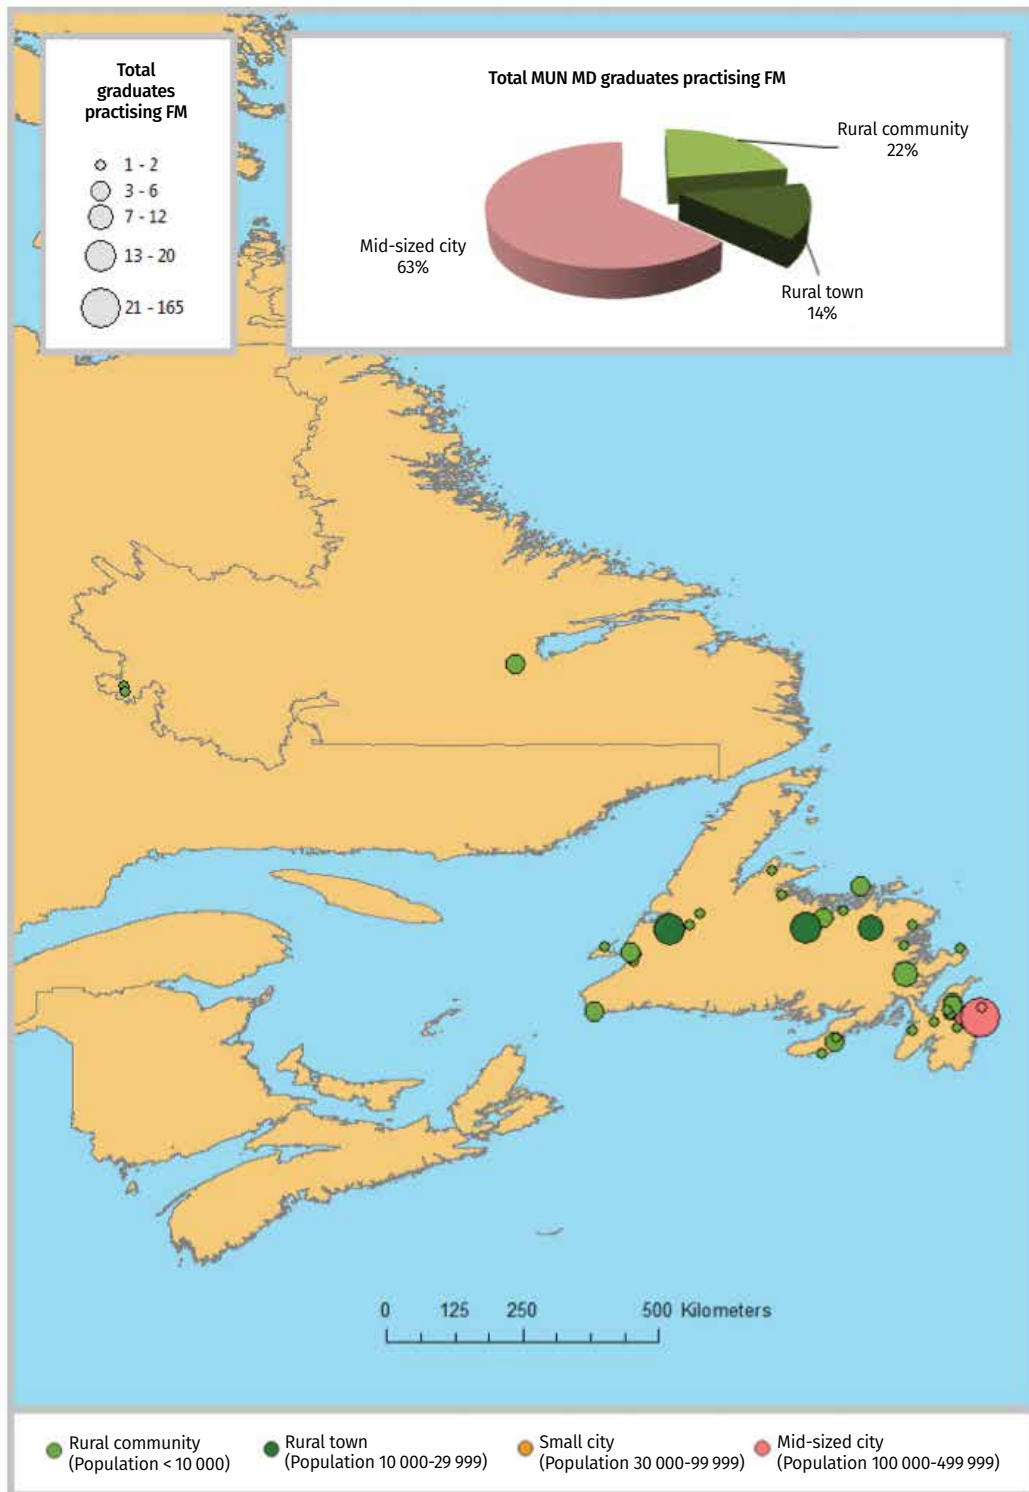 Total
graduates
practising FM
1 - 2
3 - 6
7 - 12
13 - 20
21 - 165
Total MUN MD graduates practising FM
Rural community
22%
Mid-sized city
63%
Rural town
14%
0 125 250 500 Kilometers
Rural community
(Population < 10 000)
Rural town
(Population 10 000-29 999)
Small city
(Population 30 000-99 999)
Mid-sized city
(Population 100 000-499 999)